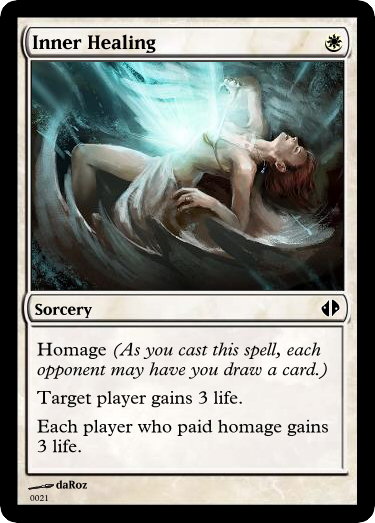 Inner Healing
Sorcery
Homage (As you cast this spell, each
opponent may have you draw a card.)
Target player gains 3 life.
Each player who paid homage gains
3 life.
daRoz
0021